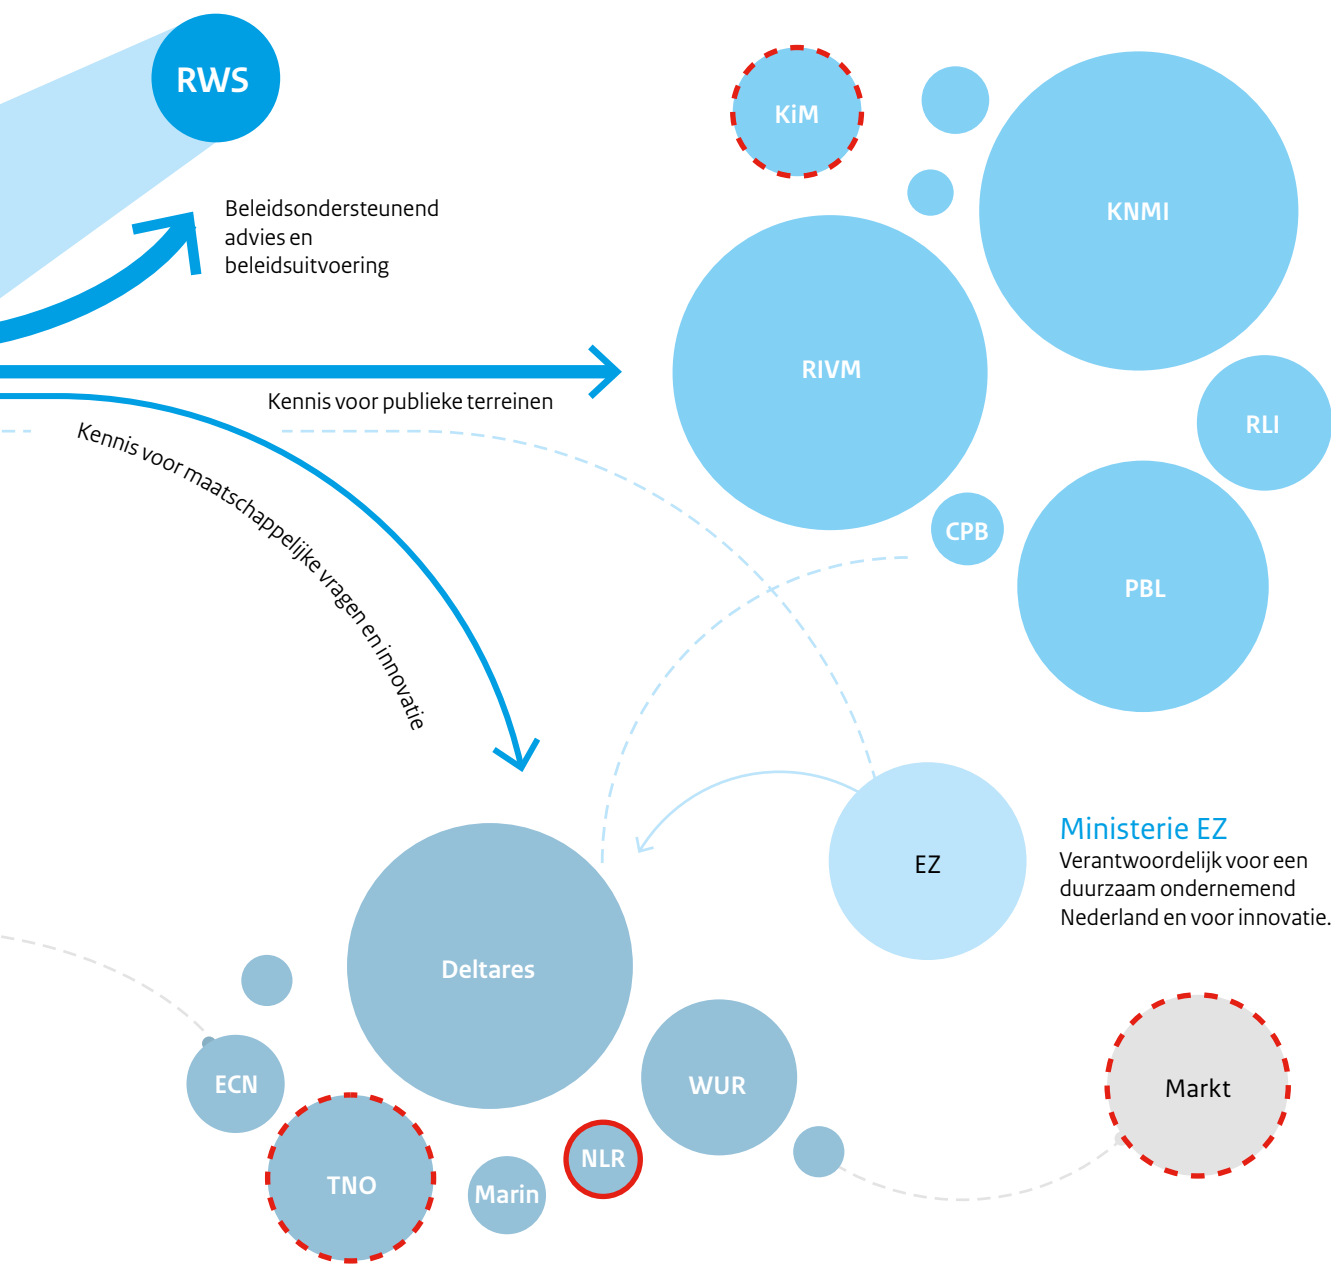 RWS
KiM
KNMI
Beleidsondersteunend
advies en
beleidsuitvoering
RIVM
Kennis voor publieke terreinen
Kennis voor maatschappelijke vragen en innovatie
RLI
CPB
PBL
EZ
Ministerie EZ
Verantwoordelijk voor een
duurzaam ondernemend
Nederland en voor innovatie.
Deltares
ECN
WUR
Markt
TNO
NLR
Marin